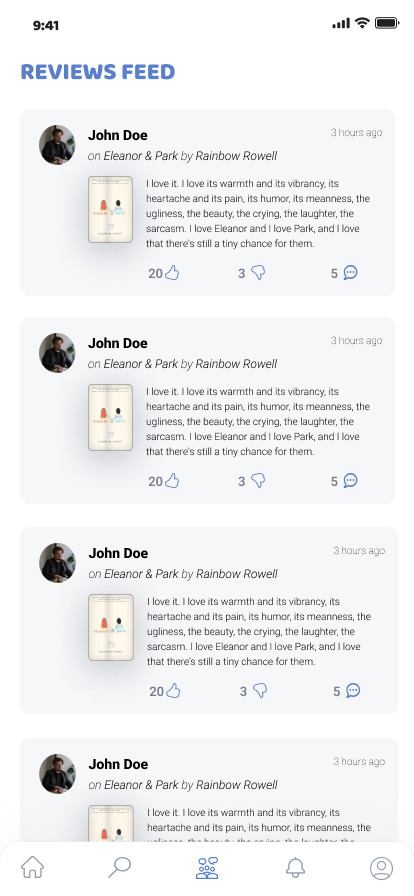 9:41
REVIEWS FEED
John Doe
3 hours ago
on Eleanor & Park by Rainbow Rowell
I love it. I love its warmth and its vibrancy, its
heartache and its pain, its humor, its meanness, the
ugliness, the beauty, the crying, the laughter, the
sarcasm. I love Eleanor and I love Park, and I love
that there's still a tiny chance for them.
20 3 5
John Doe
3 hours ago
on Eleanor & Park by Rainbow Rowell
I love it. I love its warmth and its vibrancy, its
heartache and its pain, its humor, its meanness, the
ugliness, the beauty, the crying, the laughter, the
sarcasm. I love Eleanor and I love Park, and I love
that there's still a tiny chance for them.
20 3 5
John Doe
3 hours ago
on Eleanor & Park by Rainbow Rowell
I love it. I love its warmth and its vibrancy, its
heartache and its pain, its humor, its meanness, the
ugliness, the beauty, the crying, the laughter, the
sarcasm. I love Eleanor and I love Park, and I love
that there's still a tiny chance for them.
20 3 5
John Doe
3 hours ago
on Eleanor & Park by Rainbow Rowell
I love it. I love its warmth and its vibrancy, its
heartache and its pain, its humor, its meanness, the